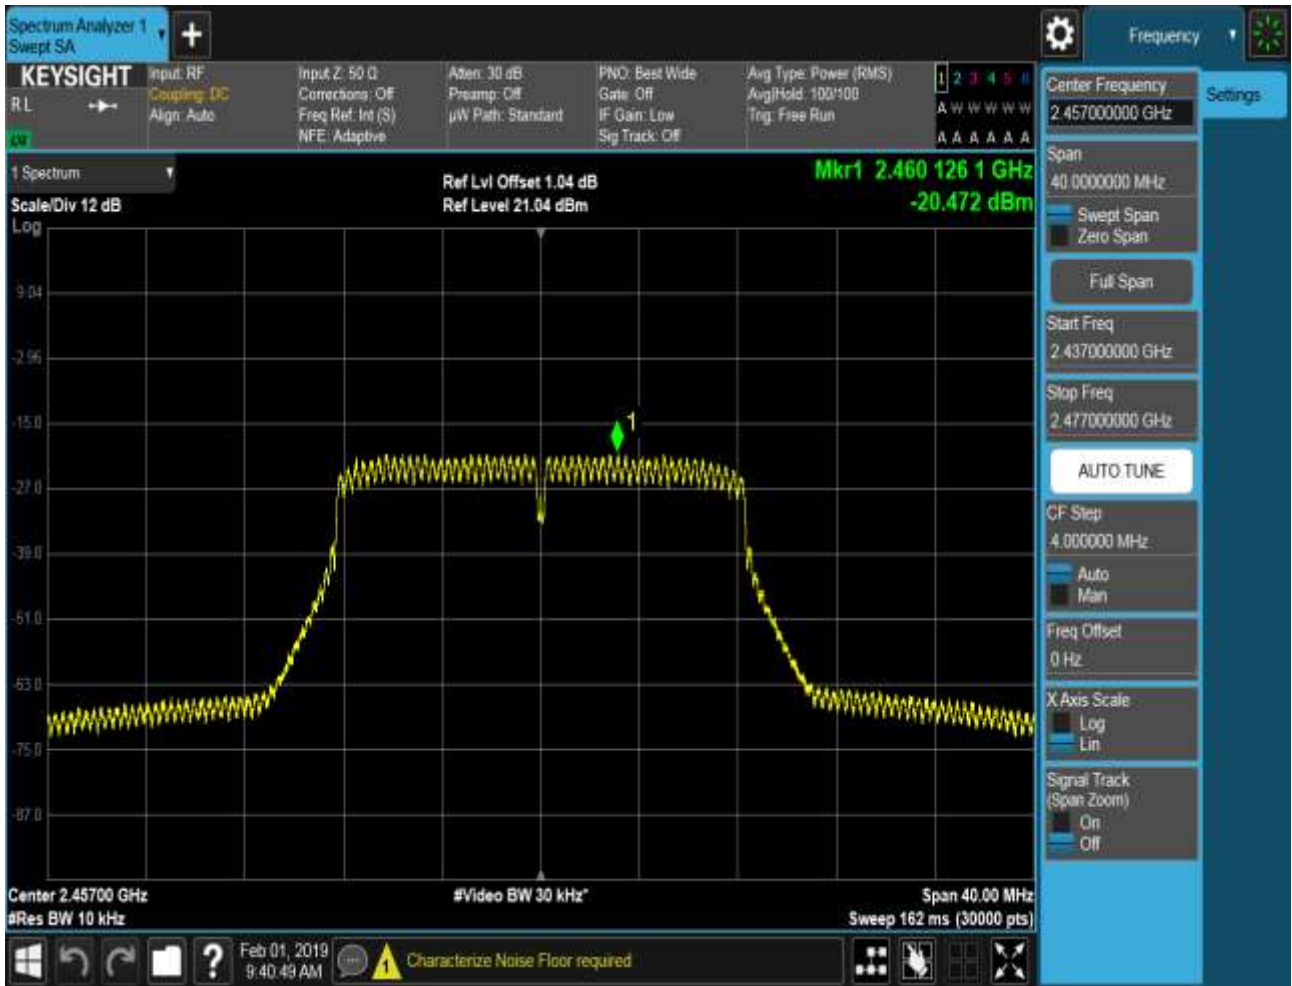 Spectrum Analyzer 1
Swept SA
+
Frequency
KEYSIGHT
R L
LXI
Input: RF
Coupling: DC
Align: Auto
Input Z: 50 Ω
Corrections: Off
Freq Ref: Int (S)
NFE: Adaptive
Atten: 30 dB
Preamp: Off
µW Path: Standard
PNO: Best Wide
Gate: Off
IF Gain: Low
Sig Track: Off
Avg Type: Power (RMS)
Avg|Hold: 100/100
Trig: Free Run
1 2 3 4 5 6
A W W W W W
A A A A A A
1 Spectrum
Scale/Div 12 dB
Log
Ref Lvl Offset 1.04 dB
Ref Level 21.04 dBm
Mkr1 2.460 126 1 GHz
-20.472 dBm
9.04
-2.96
-15.0
-27.0
-39.0
-51.0
-63.0
-75.0
-87.0
1
Center 2.45700 GHz
#Res BW 10 kHz
#Video BW 30 kHz*
Span 40.00 MHz
Sweep 162 ms (30000 pts)
Center Frequency
2.457000000 GHz
Settings
Span
40.0000000 MHz
Swept Span
Zero Span
Full Span
Start Freq
2.437000000 GHz
Stop Freq
2.477000000 GHz
AUTO TUNE
CF Step
4.000000 MHz
Auto
Man
Freq Offset
0 Hz
X Axis Scale
Log
Lin
Signal Track
(Span Zoom)
On
Off
?
Feb 01, 2019
9:40:49 AM
1
Characterize Noise Floor required